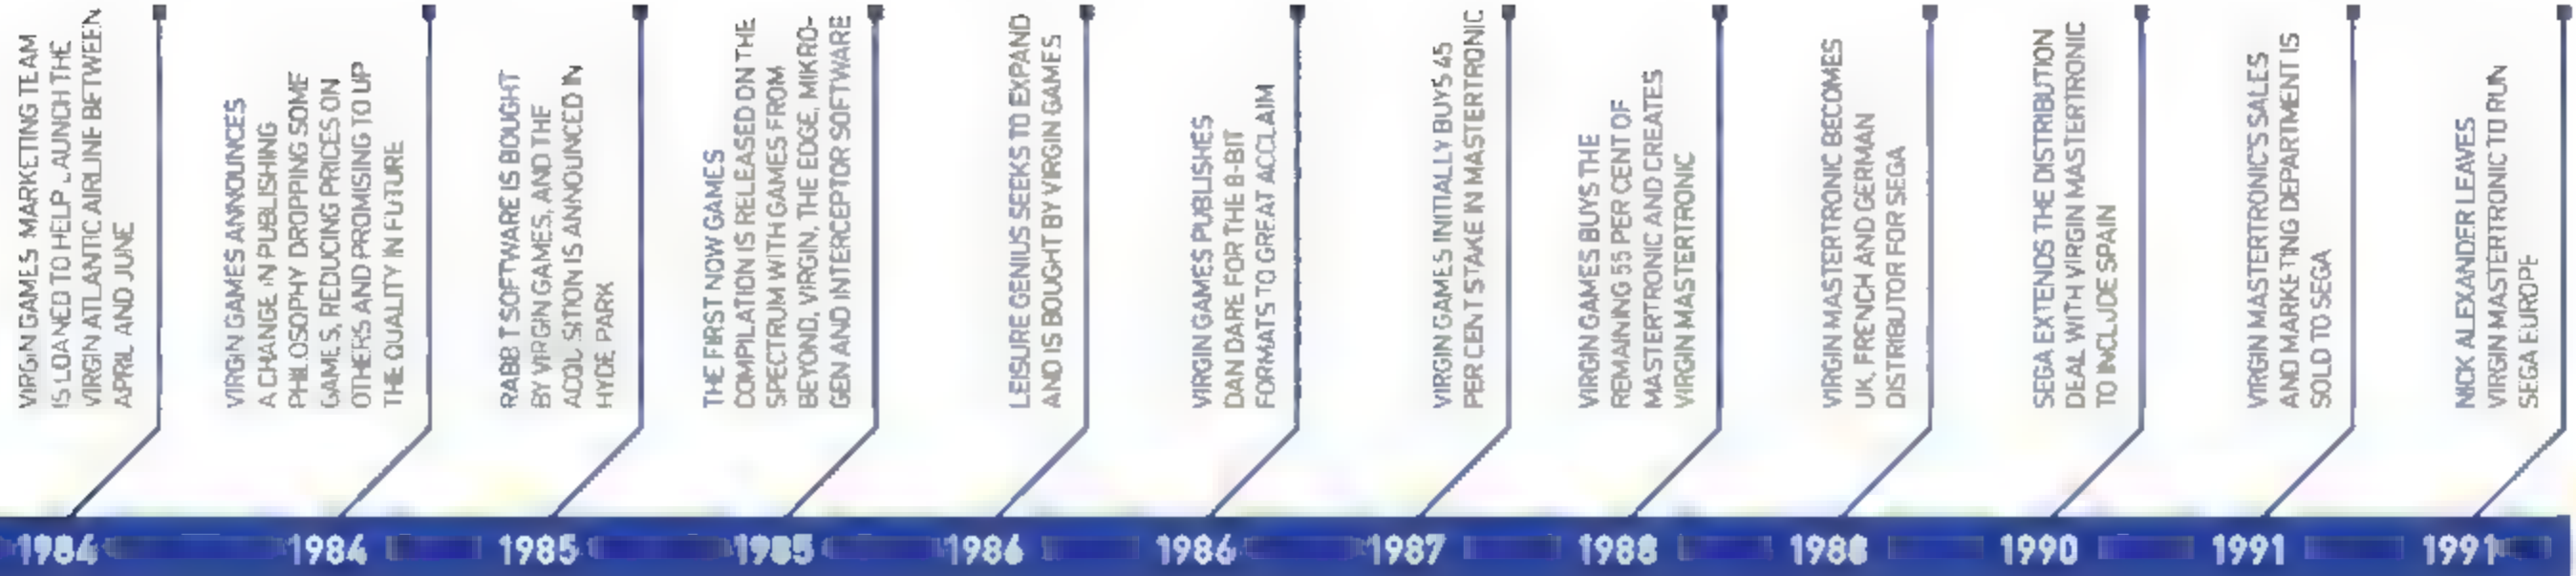 VIRGIN GAMES MARKETING TEAM
IS LOANED TO HELP LAUNCH THE
VIRGIN ATLANTIC AIRLINE BETWEEN
APRIL AND JUNE
1984
VIRGIN GAMES ANNOUNCES
A CHANGE IN PUBLISHING
PHILOSOPHY DROPPING SOME
GAMES, REDUCING PRICES ON
OTHERS AND PROMISING TO UP
THE QUALITY IN FUTURE
1984
RABBIT SOFTWARE IS BOUGHT
BY VIRGIN GAMES, AND THE
ACQUISITION IS ANNOUNCED IN
HYDE PARK
1985
THE FIRST NOW GAMES
COMPILATION IS RELEASED ON THE
SPECTRUM WITH GAMES FROM
BEYOND, VIRGIN, THE EDGE, MIKRO-
GEN AND INTERCEPTOR SOFTWARE
1985
LEISURE GENIUS SEEKS TO EXPAND
AND IS BOUGHT BY VIRGIN GAMES
1986
VIRGIN GAMES PUBLISHES
DAN DARE FOR THE 8-BIT
FORMATS TO GREAT ACCLAIM
1986
VIRGIN GAMES INITIALLY BUYS 45
PER CENT STAKE IN MASTERTRONIC
1987
VIRGIN GAMES BUYS THE
REMAINING 55 PER CENT OF
MASTERTRONIC AND CREATES
VIRGIN MASTERTRONIC
1988
VIRGIN MASTERTRONIC BECOMES
UK, FRENCH AND GERMAN
DISTRIBUTOR FOR SEGA
1988
SEGA EXTENDS THE DISTRIBUTION
DEAL WITH VIRGIN MASTERTRONIC
TO INCLUDE SPAIN
1990
VIRGIN MASTERTRONIC'S SALES
AND MARKETING DEPARTMENT IS
SOLD TO SEGA
1991
NICK ALEXANDER LEAVES
VIRGIN MASTERTRONIC TO RUN
SEGA EUROPE
1991